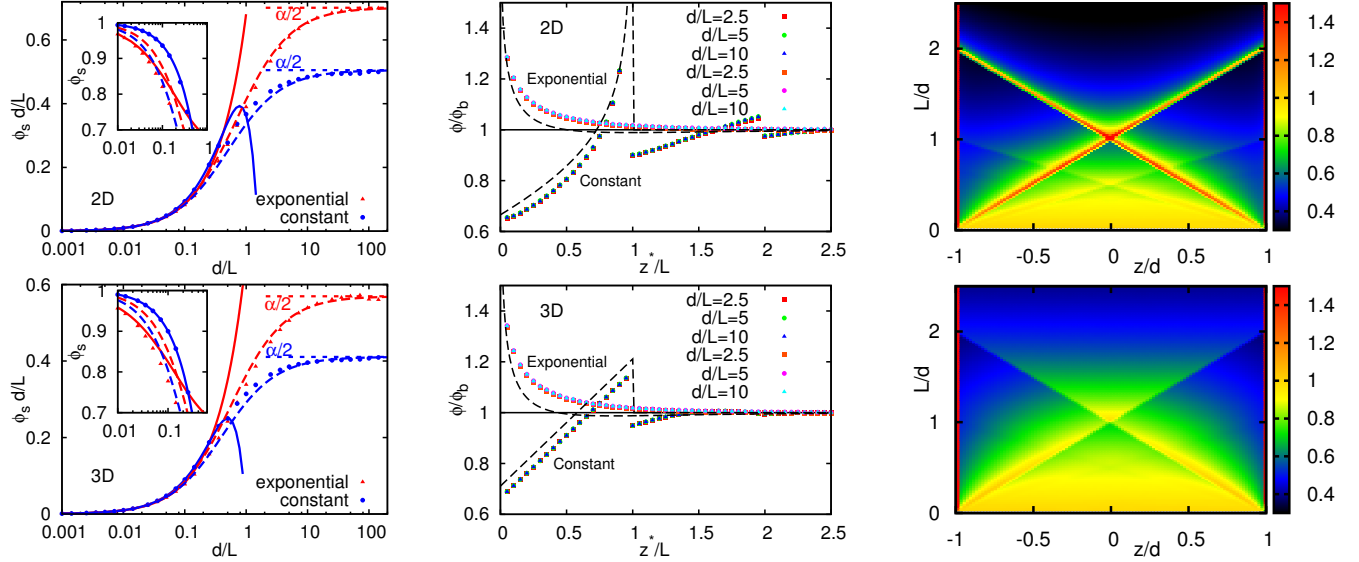 0.6
0.4
0.2
0
ϕs d/L
1
0.9
0.8
0.7
ϕs
0.01 0.1 1
α/2
α/2
2D
exponential
constant
0.001 0.01 0.1 1 10 100
d/L
1.4
1.2
1
0.8
0.6
ϕ/ϕb
2D
d/L=2.5
d/L=5
d/L=10
d/L=2.5
d/L=5
d/L=10
Exponential
Constant
0 0.5 1 1.5 2 2.5
z*/L
2
1
0
L/d
-1 -0.5 0 0.5 1
z/d
1.4
1.2
1
0.8
0.6
0.4
0.6
0.4
0.2
0
ϕs d/L
1
0.9
0.8
0.7
ϕs
0.01 0.1
α/2
α/2
3D
exponential
constant
0.001 0.01 0.1 1 10 100
d/L
1.4
1.2
1
0.8
0.6
ϕ/ϕb
3D
d/L=2.5
d/L=5
d/L=10
d/L=2.5
d/L=5
d/L=10
Exponential
Constant
0 0.5 1 1.5 2 2.5
z*/L
2
1
0
L/d
-1 -0.5 0 0.5 1
z/d
1.4
1.2
1
0.8
0.6
0.4